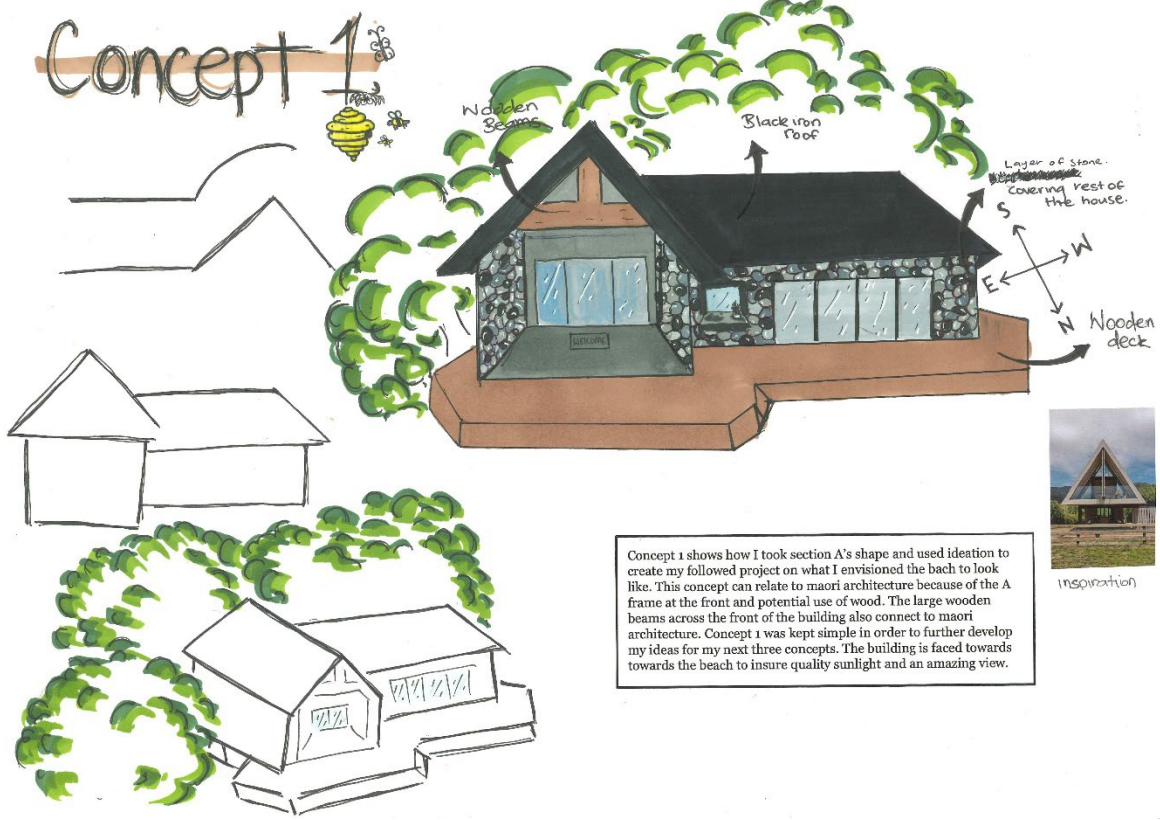 Concept 1
Wooden
Beams
Black iron
roof
Layer of stone.
covering rest of
the house.
S
W
E
N
Wooden
deck
WELCOME
inspiration
Concept 1 shows how I took section A's shape and used ideation to
create my followed project on what I envisioned the bach to look
like. This concept can relate to maori architecture because of the A
frame at the front and potential use of wood. The large wooden
beams across the front of the building also connect to maori
architecture. Concept 1 was kept simple in order to further develop
my ideas for my next three concepts. The building is faced towards
towards the beach to insure quality sunlight and an amazing view.